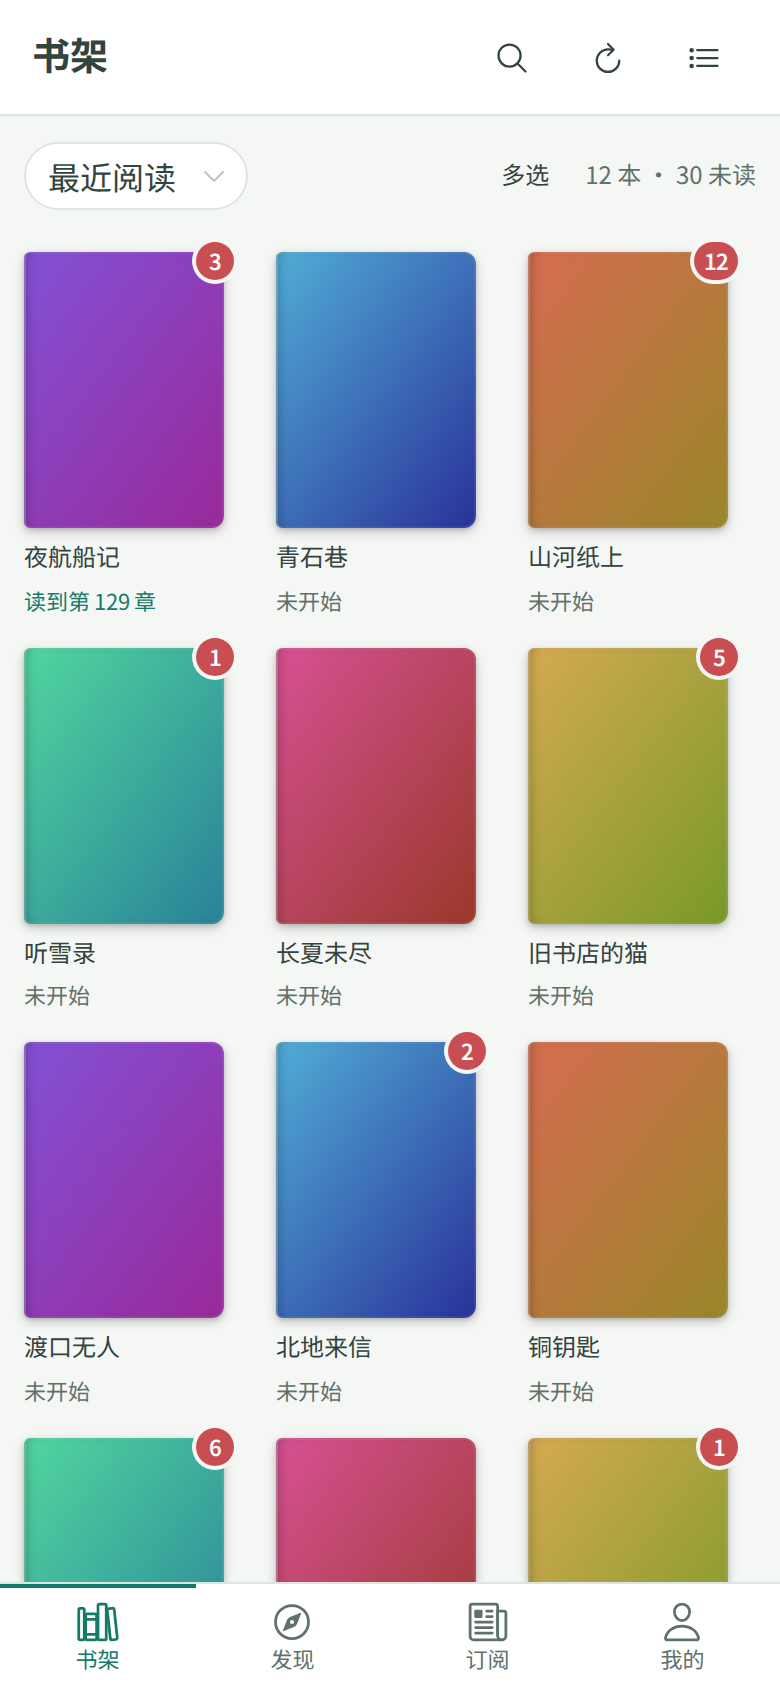 书架
最近阅读
多选 12 本 · 30 未读
3
12
夜航船记
青石巷
山河纸上
读到第 129 章
未开始
未开始
1
5
听雪录
长夏未尽
旧书店的猫
未开始
未开始
未开始
2
渡口无人
北地来信
铜钥匙
未开始
未开始
未开始
6
1
书架
发现
订阅
我的